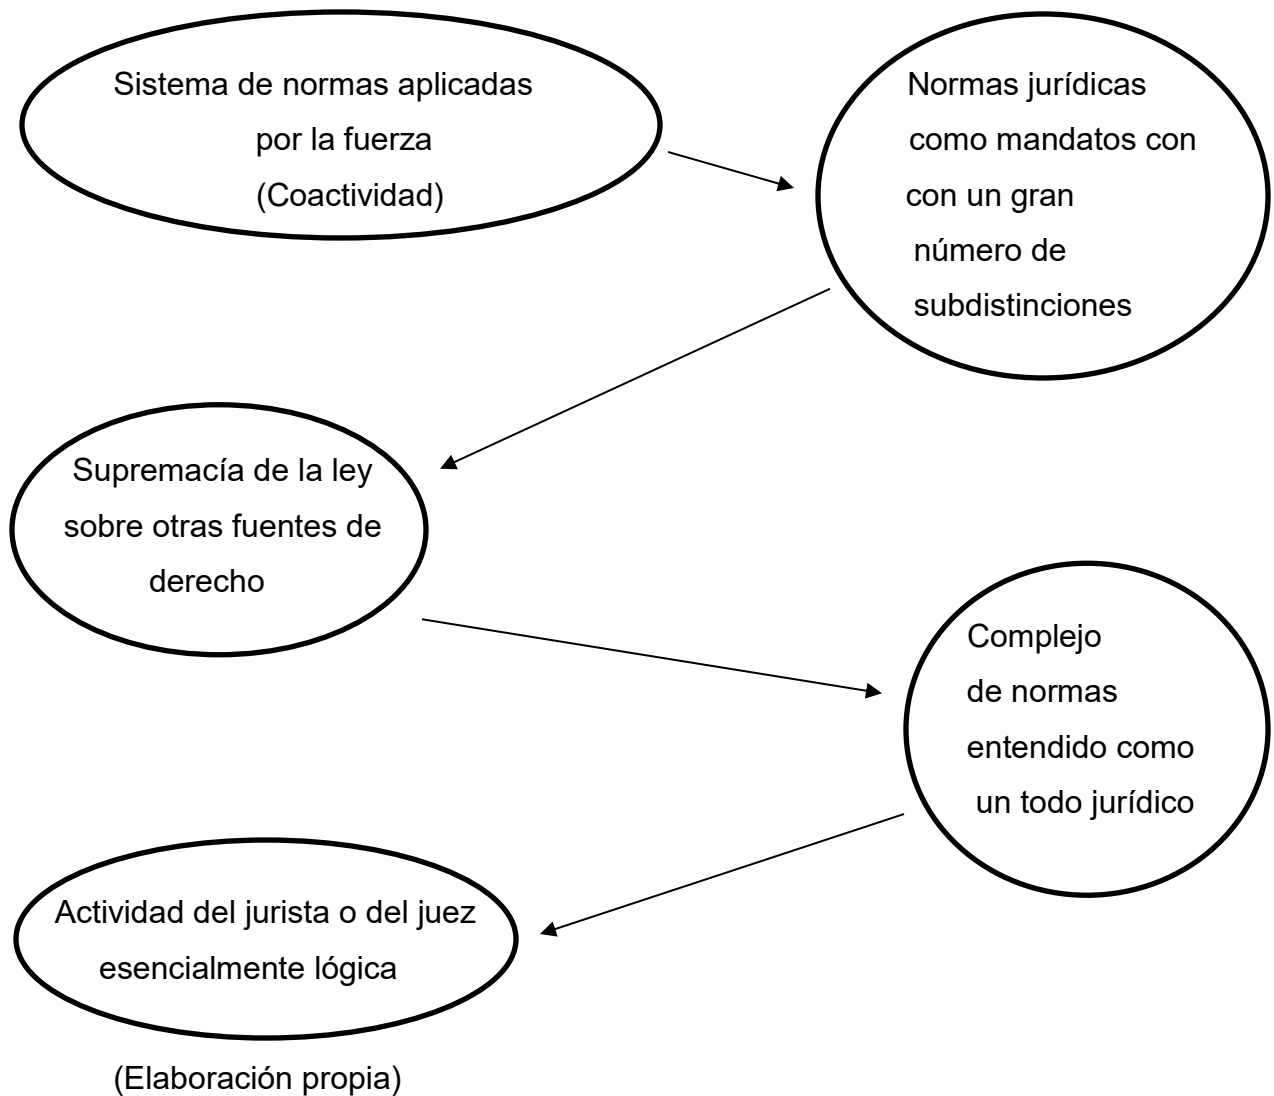 Sistema de normas aplicadas
por la fuerza
(Coactividad)
Normas jurídicas
como mandatos con
con un gran
número de
subdistinciones
Supremacía de la ley
sobre otras fuentes de
derecho
Complejo
de normas
entendido como
un todo jurídico
Actividad del jurista o del juez
esencialmente lógica
(Elaboración propia)